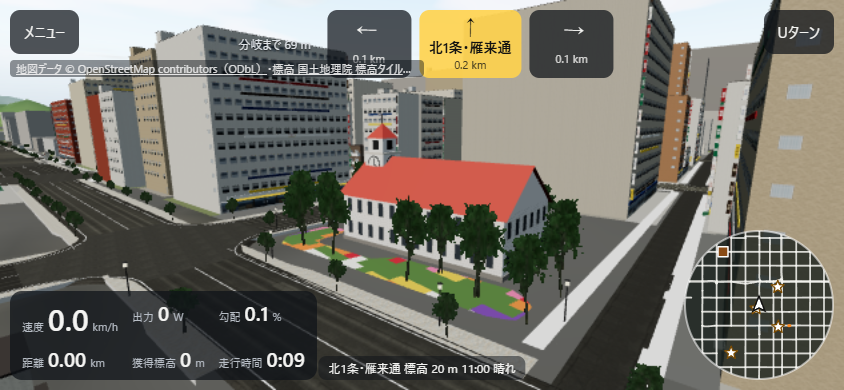 メニュー
分岐まで 69 m
←
0.1 km
↑
北1条・雁来通
0.2 km
→
0.1 km
Uターン
地図データ © OpenStreetMap contributors（ODbL）・標高 国土地理院 標高タイル...
速度 0.0 km/h
出力 0 W
勾配 0.1 %
距離 0.00 km
獲得標高 0 m
走行時間 0:09
北1条・雁来通 標高 20 m 11:00 晴れ